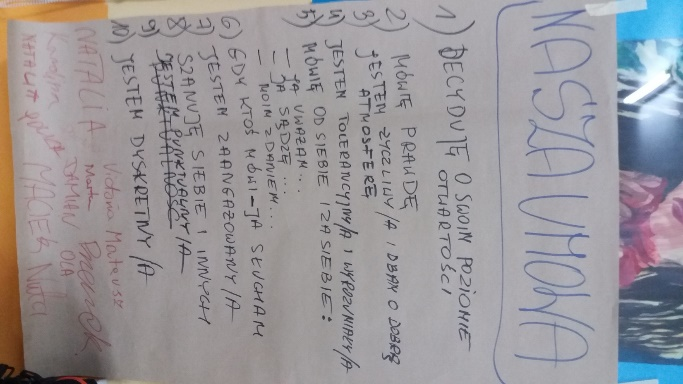 NASZA UMOWA
1) DECYDUJĘ O SWOIM POZIOMIE
OTWARTOŚCI
2) MÓWIĘ PRAWDĘ
3) JESTEM ŻYCZLIWY/A I DBAM O DOBRĄ
ATMOSFERĘ
4) JESTEM TOLERANCYJNY/A I WYROZUMIAŁY/A
5) MÓWIĘ OD SIEBIE I ZA SIEBIE:
– JA UWAŻAM...
– JA SĄDZĘ...
– MOIM ZDANIEM...
6) GDY KTOŚ MÓWI – JA SŁUCHAM
7) JESTEM ZAANGAŻOWANY/A
8) SZANUJĘ SIEBIE I INNYCH
9) JESTEM PUNKTUALNY/A
10) JESTEM DYSKRETNY/A
Victoria Mateusz
NATALIA
DAMIAN OLA
NATALIA MACIEK